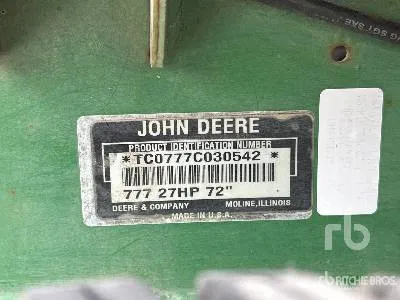 JOHN DEERE
PRODUCT IDENTIFICATION NUMBER
*TC0777C030542 *
777 27HP 72"
DEERE & COMPANY MOLINE, ILLINOIS
MADE IN U.S.A.
rb
Ritchie Bros